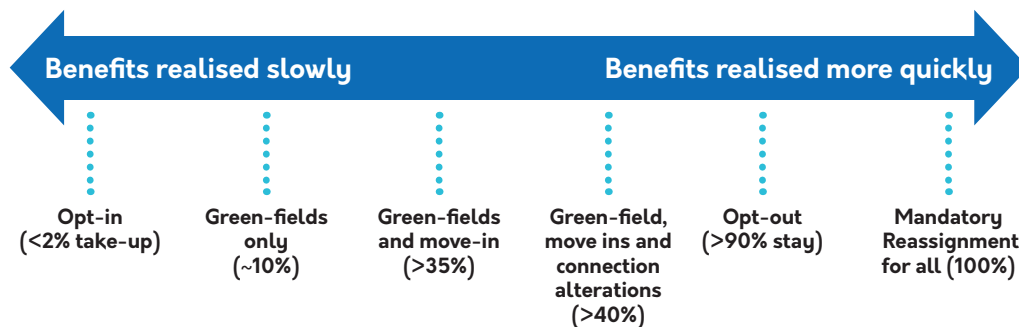 Benefits realised slowly
Benefits realised more quickly
Opt-in
(<2% take-up)
Green-fields
only
(~10%)
Green-fields
and move-in
(>35%)
Green-field,
move ins and
connection
alterations
(>40%)
Opt-out
(>90% stay)
Mandatory
Reassignment
for all (100%)